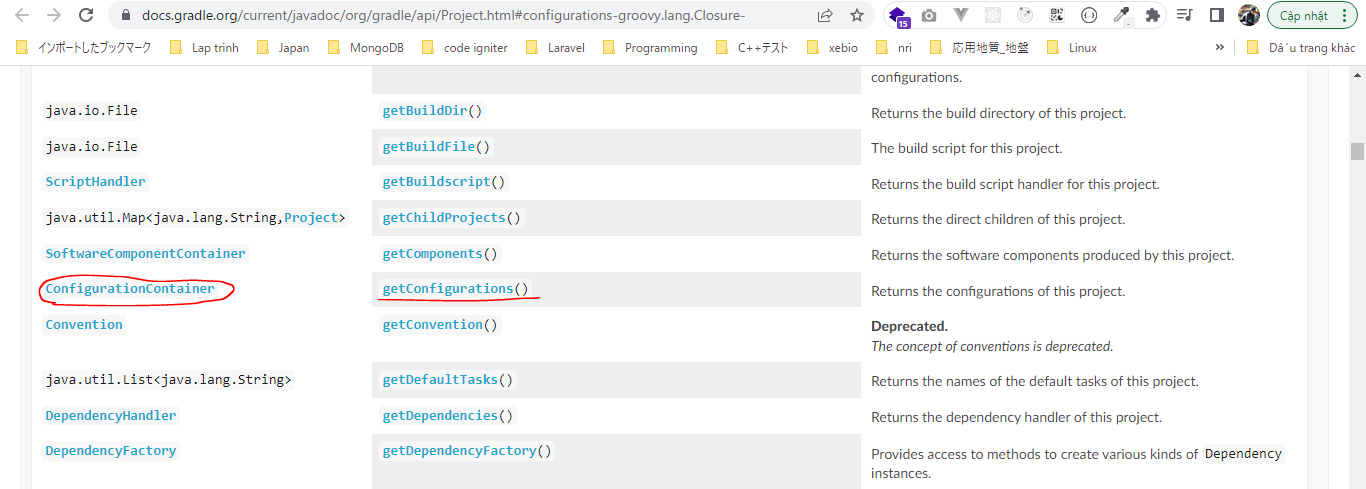 docs.gradle.org/current/javadoc/org/gradle/api/Project.html#configurations-groovy.lang.Closure-
15
Cập nhật
インポートしたブックマーク
Lap trinh
Japan
MongoDB
code igniter
Laravel
Programming
C++テスト
xebio
nri
応用地質_地盤
Linux
»
Dấu trang khác
configurations.
java.io.File getBuildDir() Returns the build directory of this project.
java.io.File getBuildFile() The build script for this project.
ScriptHandler getBuildscript() Returns the build script handler for this project.
java.util.Map<java.lang.String,Project> getChildProjects() Returns the direct children of this project.
SoftwareComponentContainer getComponents() Returns the software components produced by this project.
ConfigurationContainer getConfigurations() Returns the configurations of this project.
Convention getConvention() Deprecated.
The concept of conventions is deprecated.
java.util.List<java.lang.String> getDefaultTasks() Returns the names of the default tasks of this project.
DependencyHandler getDependencies() Returns the dependency handler of this project.
DependencyFactory getDependencyFactory() Provides access to methods to create various kinds of Dependency
instances.